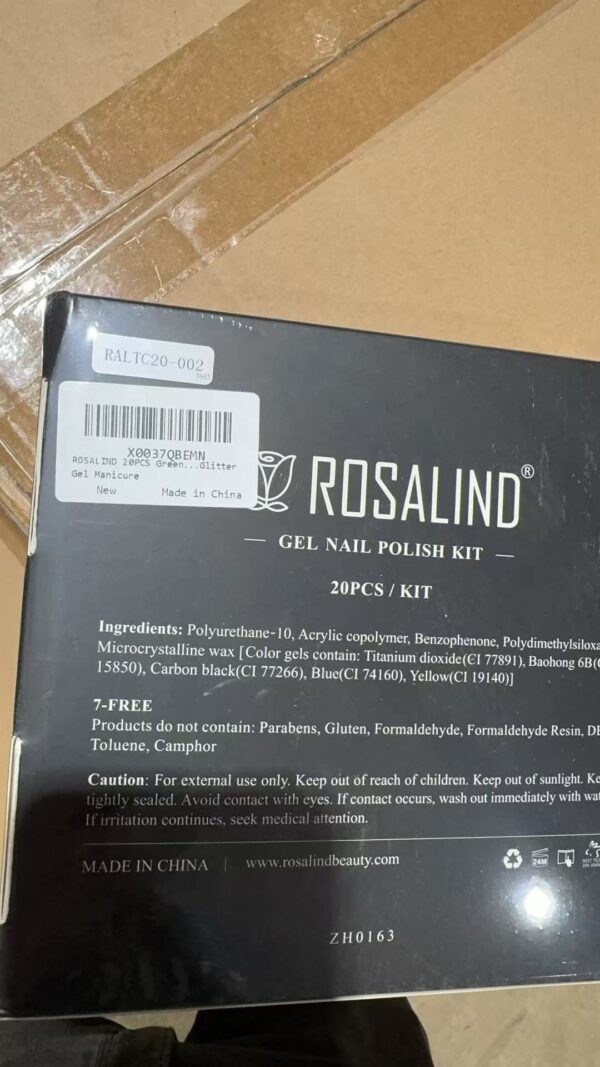 RALTC20-002
X0037QBEMN
ROSALIND 20PCS Green...Glitter
Gel Manicure
New Made in China
ROSALIND®
— GEL NAIL POLISH KIT —
20PCS / KIT
Ingredients: Polyurethane-10, Acrylic copolymer, Benzophenone, Polydimethylsiloxa
Microcrystalline wax [Color gels contain: Titanium dioxide(CI 77891), Baohong 6B(
15850), Carbon black(CI 77266), Blue(CI 74160), Yellow(CI 19140)]
7-FREE
Products do not contain: Parabens, Gluten, Formaldehyde, Formaldehyde Resin,
Toluene, Camphor
Caution: For external use only. Keep out of reach of children. Keep out of sunlight. Ke
tightly sealed. Avoid contact with eyes. If contact occurs, wash out immediately with wat
If irritation continues, seek medical attention.
MADE IN CHINA | www.rosalindbeauty.com
24M
ZH0163